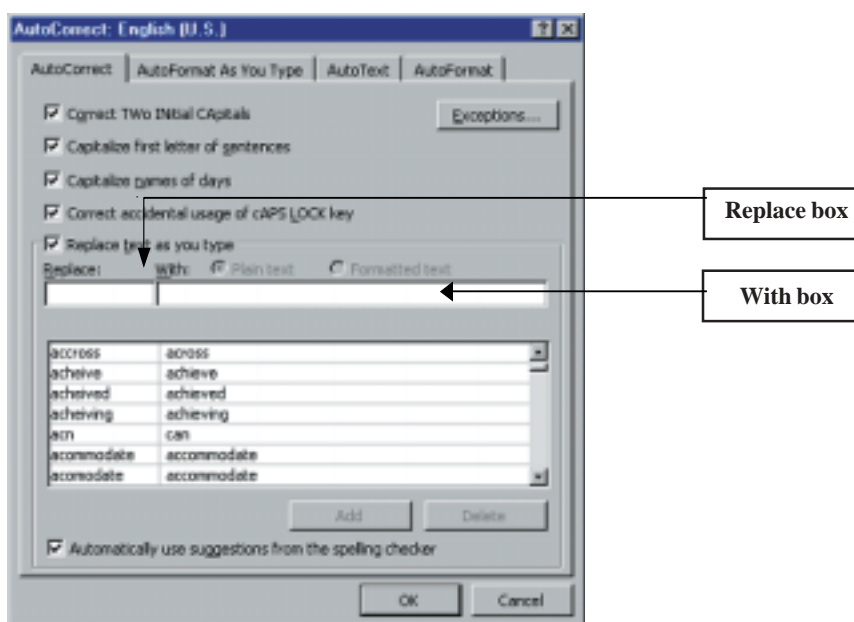 AutoCorrect: English (U.S.)
AutoCorrect AutoFormat As You Type AutoText AutoFormat
Correct TWo INitial CApitals
Exceptions...
Capitalize first letter of sentences
Capitalize names of days
Correct accidental usage of cAPS LOCK key
Replace text as you type
Replace: With: Plain text Formatted text
accross across
acheive achieve
acheived achieved
acheiving achieving
acn can
acommodate accommodate
acomodate accommodate
Add Delete
Automatically use suggestions from the spelling checker
OK Cancel
Replace box
With box